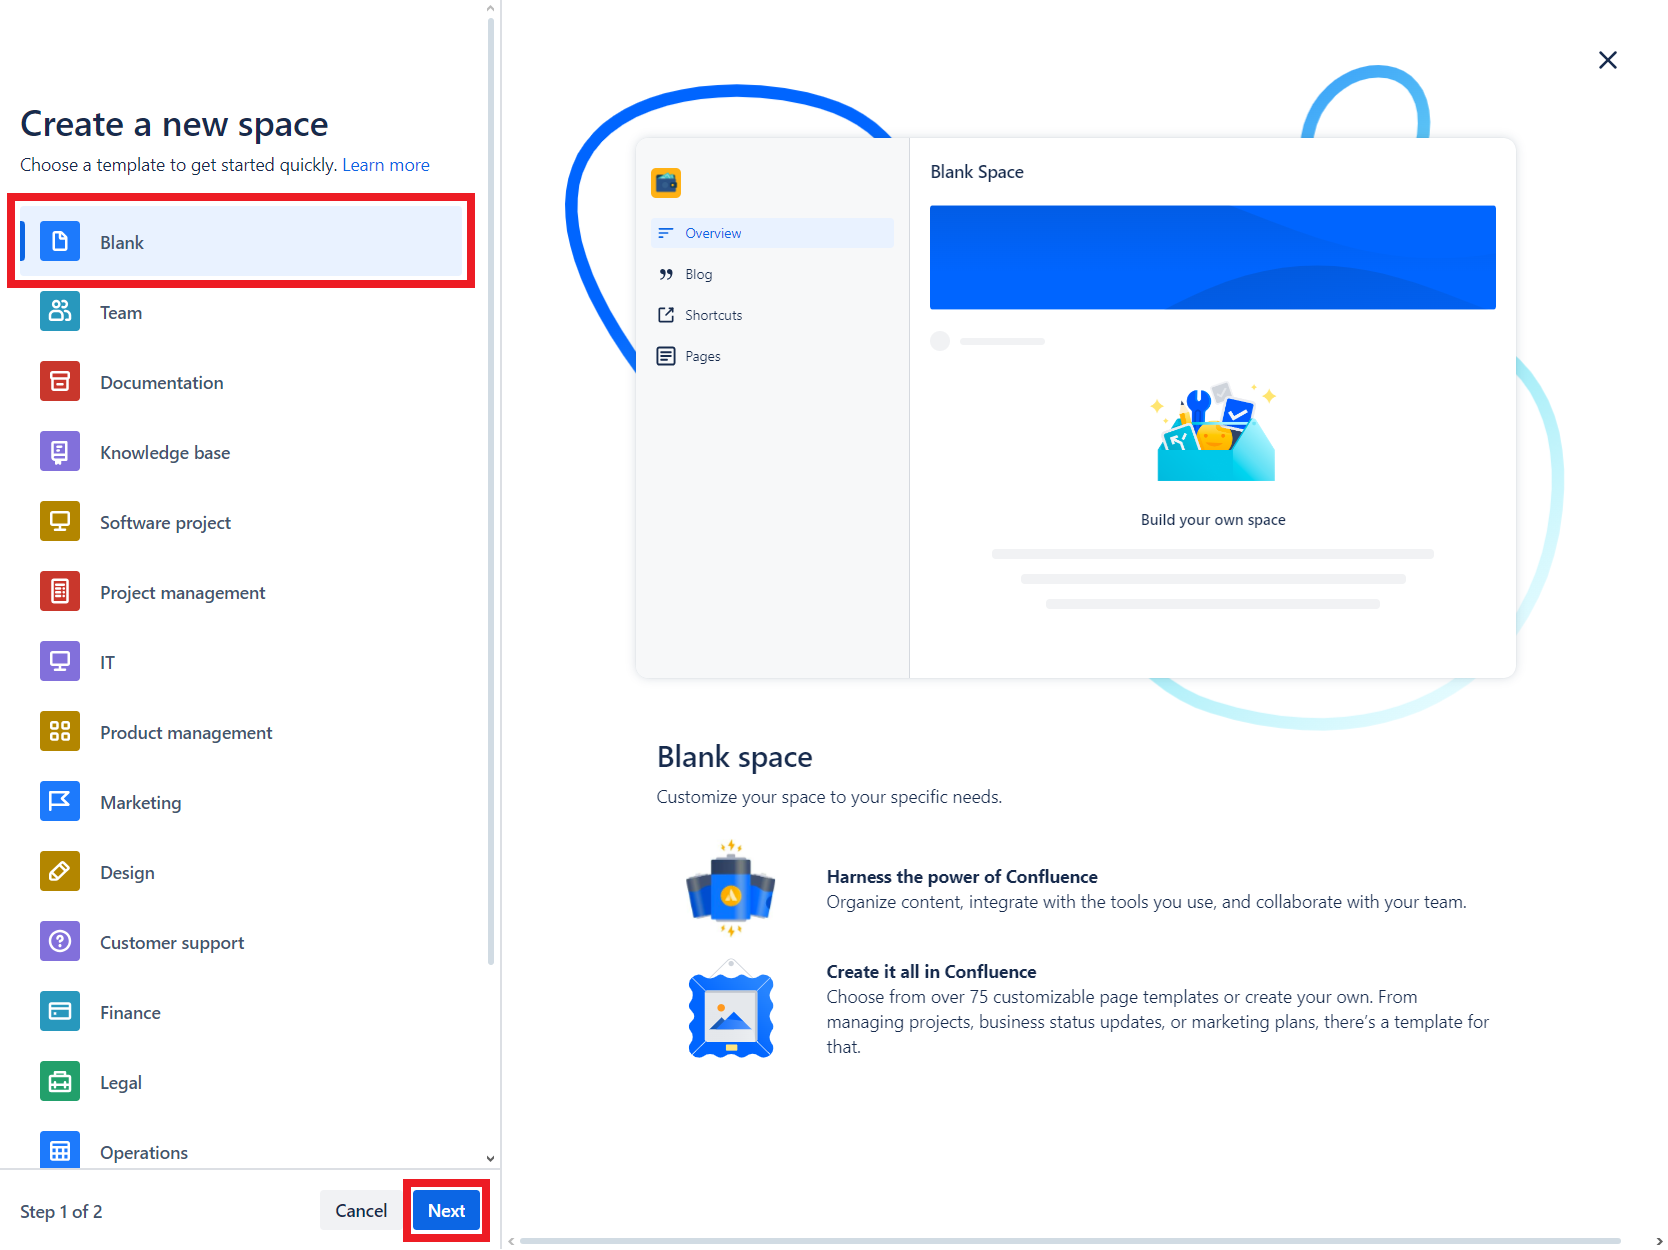 Create a new space
Choose a template to get started quickly. Learn more
Blank
Team
Documentation
Knowledge base
Software project
Project management
IT
Product management
Marketing
Design
Customer support
Finance
Legal
Operations
Step 1 of 2
Cancel
Next
Blank Space
Overview
Blog
Shortcuts
Pages
Build your own space
Blank space
Customize your space to your specific needs.
Harness the power of Confluence
Organize content, integrate with the tools you use, and collaborate with your team.
Create it all in Confluence
Choose from over 75 customizable page templates or create your own. From
managing projects, business status updates, or marketing plans, there's a template for
that.